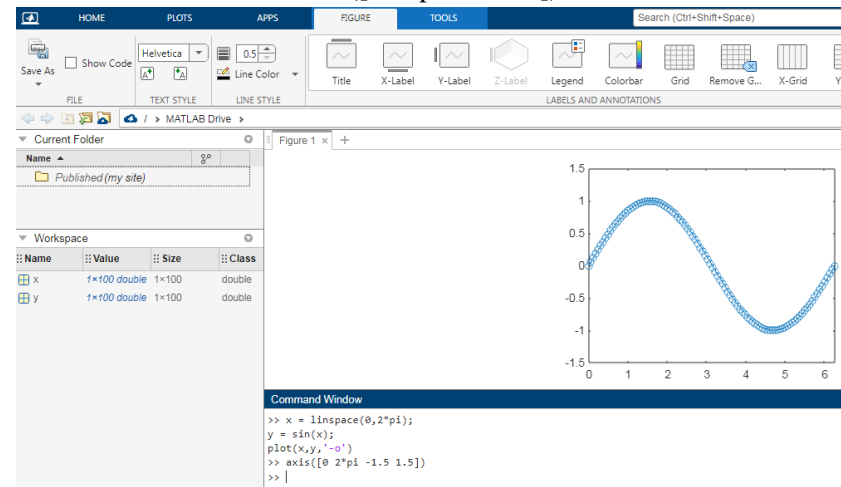 HOME PLOTS APPS FIGURE TOOLS Search (Ctrl+Shift+Space)
Save As Show Code Helvetica 0.5 Line Color Title X-Label Y-Label Z-Label Legend Colorbar Grid Remove G... X-Grid Y
A A
FILE TEXT STYLE LINE STYLE LABELS AND ANNOTATIONS
/ > MATLAB Drive >
Current Folder
Name
Published (my site)
Workspace
Name Value Size Class
x 1×100 double 1×100 double
y 1×100 double 1×100 double
Figure 1 × +
1.5
1
0.5
0
-0.5
-1
-1.5
0 1 2 3 4 5 6
Command Window
>> x = linspace(0,2*pi);
y = sin(x);
plot(x,y,'-o')
>> axis([0 2*pi -1.5 1.5])
>>